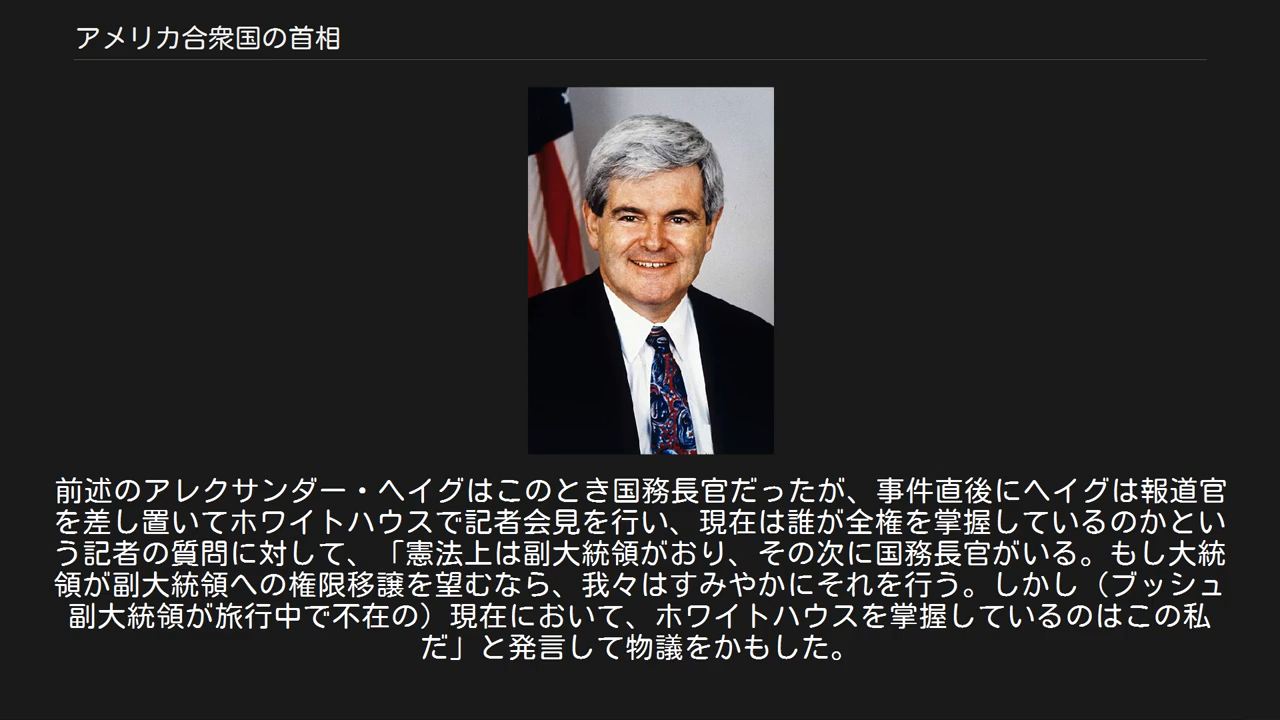 アメリカ合衆国の首相
前述のアレクサンダー・ヘイグはこのとき国務長官だったが、事件直後にヘイグは報道官
を差し置いてホワイトハウスで記者会見を行い、現在は誰が全権を掌握しているのかとい
う記者の質問に対して、「憲法上は副大統領がおり、その次に国務長官がいる。もし大統
領が副大統領への権限移譲を望むなら、我々はすみやかにそれを行う。しかし（ブッシュ
副大統領が旅行中で不在の）現在において、ホワイトハウスを掌握しているのはこの私
だ」と発言して物議をかもした。